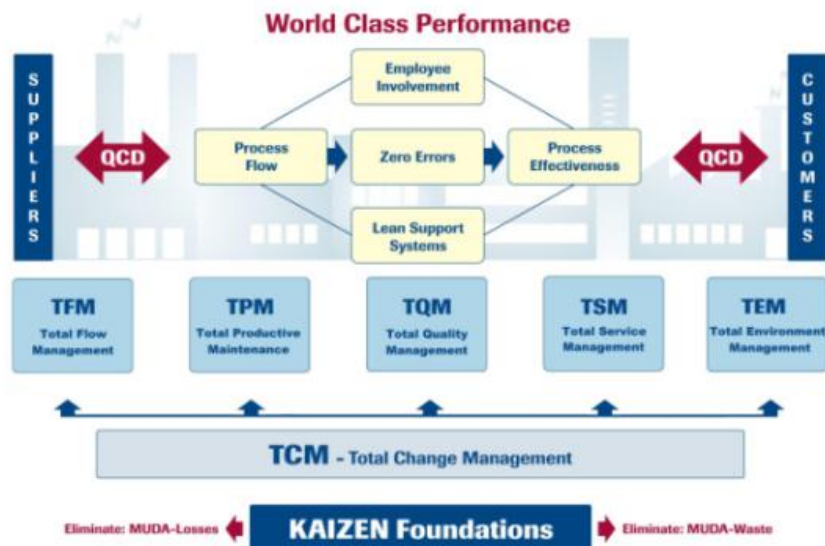 World Class Performance
SUPPLIERS
CUSTOMERS
Employee
Involvement
QCD
Process
Flow
Zero Errors
Process
Effectiveness
QCD
Lean Support
Systems
TFM
Total Flow
Management
TPM
Total Productive
Maintenance
TQM
Total Quality
Management
TSM
Total Service
Management
TEM
Total Environment
Management
TCM - Total Change Management
Eliminate: MUDA-Losses
KAIZEN Foundations
Eliminate: MUDA-Waste